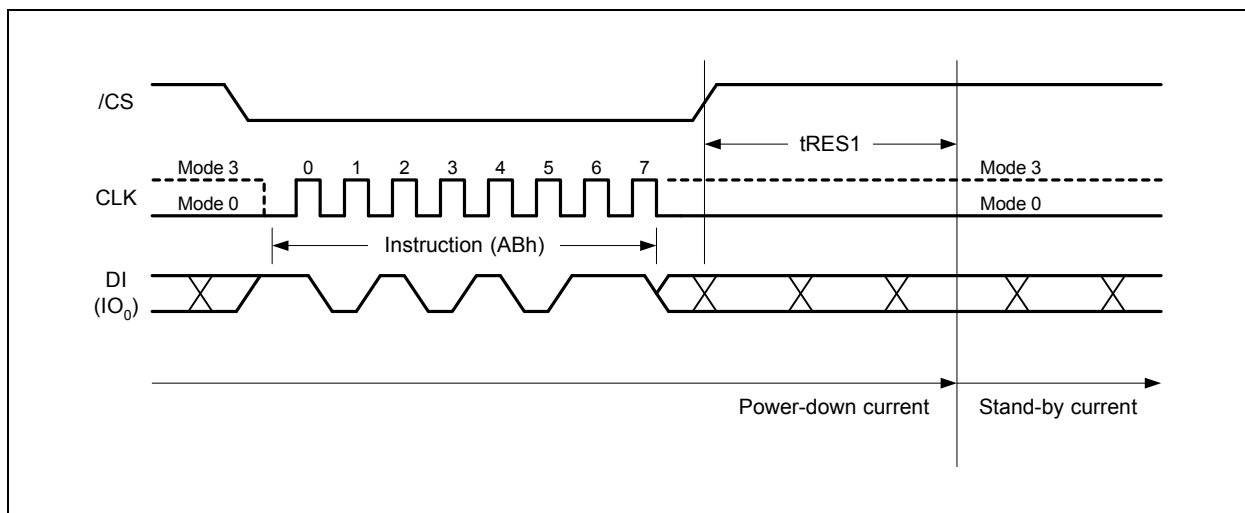 /CS
tRES1
Mode 3
0 1 2 3 4 5 6 7
Mode 3
CLK
Mode 0
Mode 0
Instruction (ABh)
DI
(IO₀)
Power-down current
Stand-by current